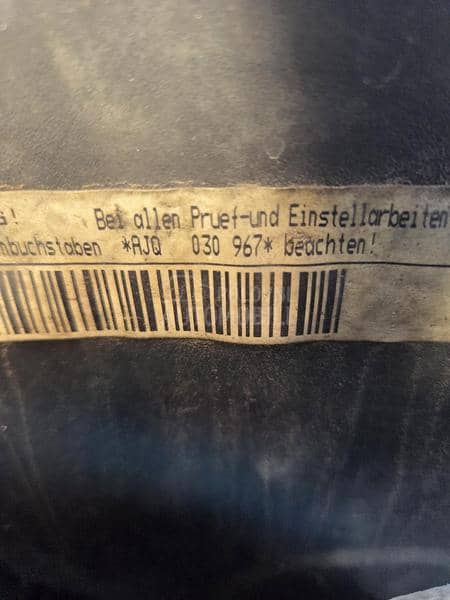 G! Bei allen Pruef-und Einstellarbeiten
nbuchstaben *AJQ 030 967* beachten!